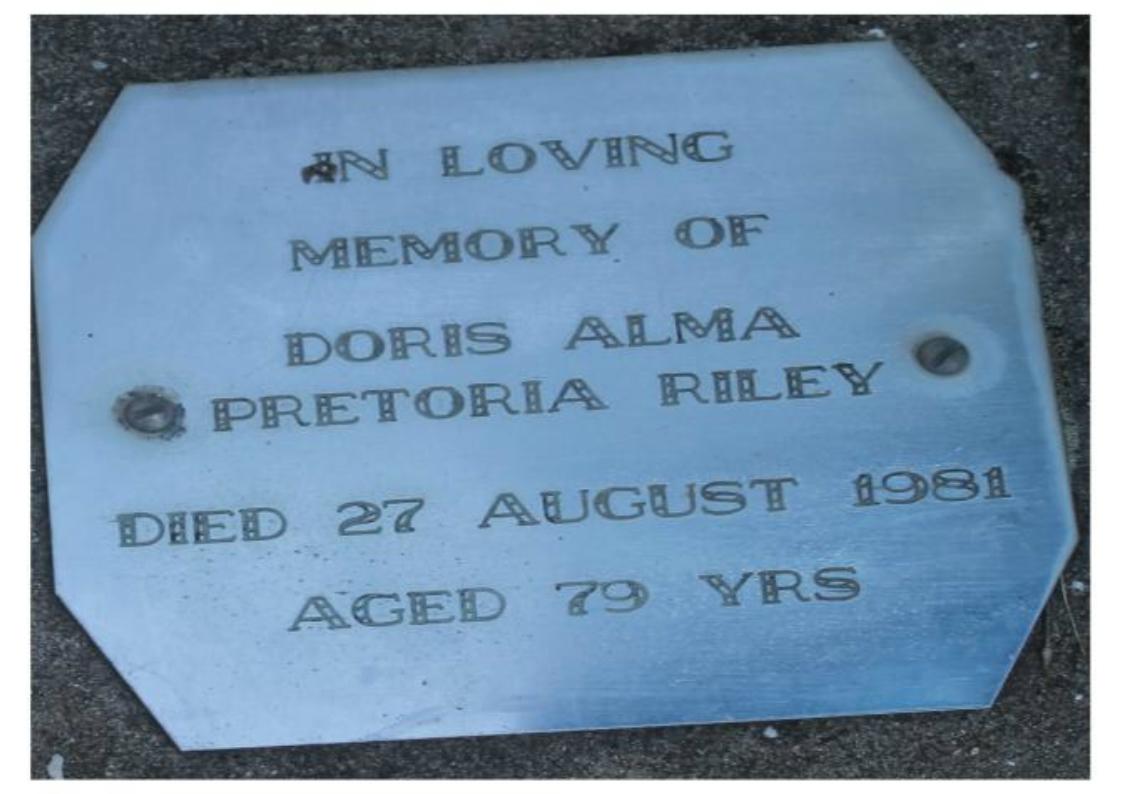 IN LOVING
MEMORY OF
DORIS ALMA
PRETORIA RILEY
DIED 27 AUGUST 1981
AGED 79 YRS